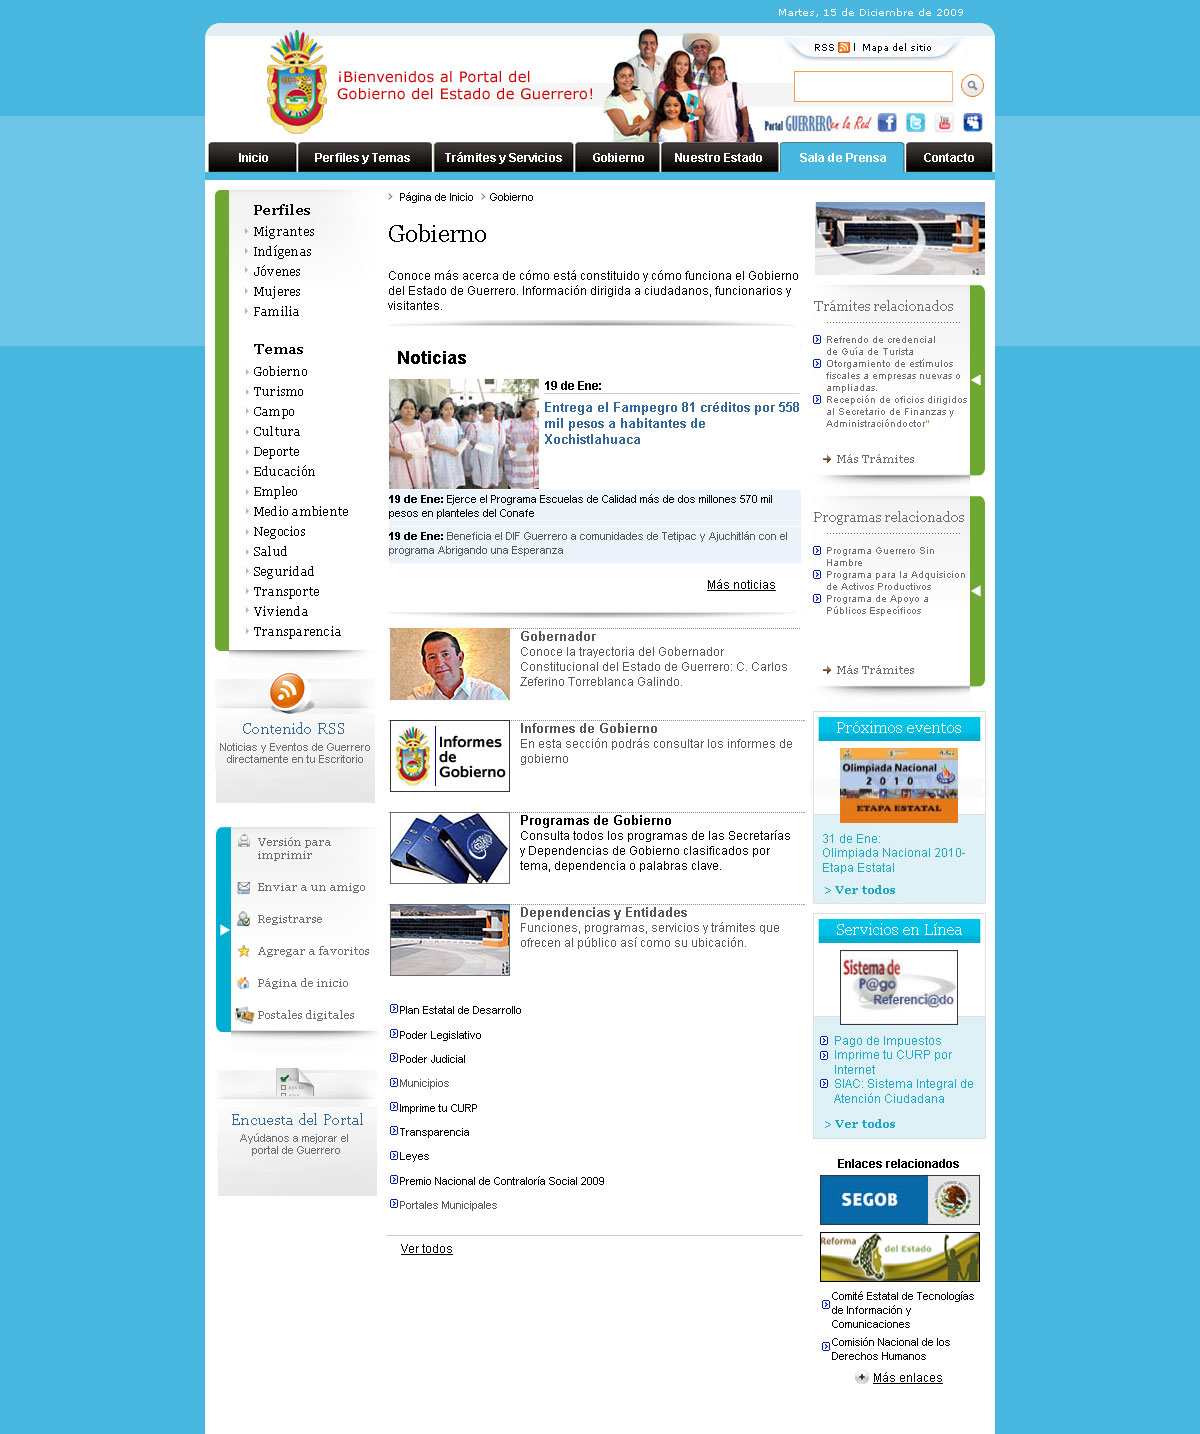 Martes, 15 de Diciembre de 2009
RSS | Mapa del sitio
¡Bienvenidos al Portal del
Gobierno del Estado de Guerrero!
Portal GUERRERO en la Red
Inicio Perfiles y Temas Trámites y Servicios Gobierno Nuestro Estado Sala de Prensa Contacto
Perfiles
Migrantes
Indígenas
Jóvenes
Mujeres
Familia
Temas
Gobierno
Turismo
Campo
Cultura
Deporte
Educación
Empleo
Medio ambiente
Negocios
Salud
Seguridad
Transporte
Vivienda
Transparencia
Contenido RSS
Noticias y Eventos de Guerrero
directamente en tu Escritorio
Versión para
imprimir
Enviar a un amigo
Registrarse
Agregar a favoritos
Página de inicio
Postales digitales
Encuesta del Portal
Ayúdanos a mejorar el
portal de Guerrero
Página de Inicio Gobierno
Gobierno
Conoce más acerca de cómo está constituido y cómo funciona el Gobierno
del Estado de Guerrero. Información dirigida a ciudadanos, funcionarios y
visitantes.
Noticias
19 de Ene:
Entrega el Fampegro 81 créditos por 558
mil pesos a habitantes de
Xochistlahuaca
19 de Ene: Ejerce el Programa Escuelas de Calidad más de dos millones 570 mil
pesos en planteles del Conafe
19 de Ene: Beneficia el DIF Guerrero a comunidades de Tetipac y Ajuchitlán con el
programa Abrigando una Esperanza
Más noticias
Gobernador
Conoce la trayectoria del Gobernador
Constitucional del Estado de Guerrero: C. Carlos
Zeferino Torreblanca Galindo.
Informes
de
Gobierno
Informes de Gobierno
En esta sección podrás consultar los informes de
gobierno
Programas de Gobierno
Consulta todos los programas de las Secretarías
y Dependencias de Gobierno clasificados por
tema, dependencia o palabras clave.
Dependencias y Entidades
Funciones, programas, servicios y trámites que
ofrecen al público así como su ubicación.
Plan Estatal de Desarrollo
Poder Legislativo
Poder Judicial
Municipios
Imprime tu CURP
Transparencia
Leyes
Premio Nacional de Contraloría Social 2009
Portales Municipales
Ver todos
Trámites relacionados
Refrendo de credencial
de Guía de Turista
Otorgamiento de estímulos
fiscales a empresas nuevas o
ampliadas.
Recepción de oficios dirigidos
al Secretario de Finanzas y
Administracióndoctor"
Más Trámites
Programas relacionados
Programa Guerrero Sin
Hambre
Programa para la Adquisicion
de Activos Productivos
Programa de Apoyo a
Públicos Específicos
Más Trámites
Próximos eventos
Olimpiada Nacional
2010
ETAPA ESTATAL
31 de Ene:
Olimpiada Nacional 2010-
Etapa Estatal
> Ver todos
Servicios en Línea
Sistema de
P@go
Referenci@do
Pago de Impuestos
Imprime tu CURP por
Internet
SIAC: Sistema Integral de
Atención Ciudadana
> Ver todos
Enlaces relacionados
SEGOB
Reforma
del Estado
Comité Estatal de Tecnologías
de Información y
Comunicaciones
Comisión Nacional de los
Derechos Humanos
Más enlaces